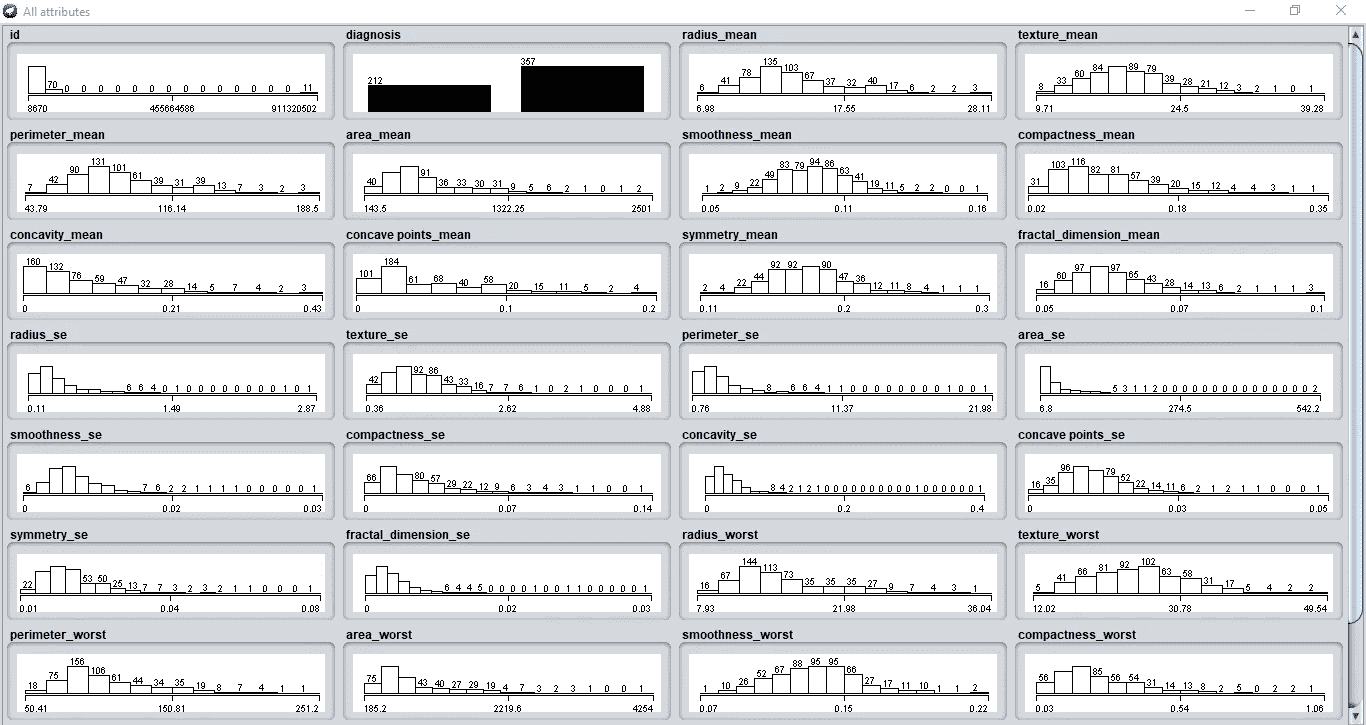 All attributes
id diagnosis radius_mean texture_mean
70 0 0 0 0 0 0 0 0 0 0 0 0 11
8670 455664586 911320502
212 357
6 41 78 135 103 67 37 32 40 17 6 2 2 3
6.98 17.55 28.11
8 33 60 84 89 79 39 28 21 12 3 2 1 0 1
9.71 24.5 39.28
perimeter_mean area_mean smoothness_mean compactness_mean
7 42 90 131 101 61 39 31 39 13 7 3 2 3
43.79 116.14 188.5
40 91 36 33 30 31 9 5 6 2 1 0 1 2
143.5 1322.25 2501
1 2 9 22 49 83 79 94 86 63 41 19 11 5 2 2 0 0 1
0.05 0.11 0.16
31 103 116 82 81 57 39 20 15 12 4 4 3 1 1
0.02 0.18 0.35
concavity_mean concave points_mean symmetry_mean fractal_dimension_mean
160 132 76 59 47 32 28 14 5 7 4 2 3
0 0.21 0.43
101 184 61 68 40 58 20 15 11 5 2 4
0 0.1 0.2
2 4 22 44 92 92 90 47 36 12 11 8 4 1 1 1
0.11 0.2 0.3
16 60 97 97 65 43 28 14 13 6 2 1 1 1 3
0.05 0.07 0.1
radius_se texture_se perimeter_se area_se
6 6 4 0 1 0 0 0 0 0 0 0 0 1 0 1
0.11 1.49 2.87
42 92 86 43 33 16 7 7 6 1 0 2 1 0 0 0 1
0.36 2.62 4.88
8 6 6 4 1 1 0 0 0 0 0 0 0 1 0 0 1
0.76 11.37 21.98
5 3 1 1 2 0 0 0 0 0 0 0 0 0 0 0 0 0 0 2
6.8 274.5 542.2
smoothness_se compactness_se concavity_se concave points_se
6 7 6 2 2 1 1 1 1 0 0 0 0 0 1
0 0.02 0.03
66 80 57 29 22 12 9 6 3 4 3 1 1 0 0 1
0 0.07 0.14
8 4 2 1 2 1 0 0 0 0 0 0 0 0 0 1 0 0 0 0 0 0 1
0 0.2 0.4
16 35 96 79 52 22 14 11 6 2 1 2 1 1 0 0 0 1
0 0.03 0.05
symmetry_se fractal_dimension_se radius_worst texture_worst
22 53 50 25 13 7 7 3 2 3 2 1 1 0 0 0 0 1
0.01 0.04 0.08
6 4 4 5 0 0 0 1 0 0 1 0 0 0 0 0 0 1
0 0.02 0.03
16 67 144 113 73 35 35 35 27 9 7 4 3 1
7.93 21.98 36.04
5 41 66 81 92 102 63 58 31 17 5 4 2 2
12.02 30.78 49.54
perimeter_worst area_worst smoothness_worst compactness_worst
18 75 156 106 61 44 34 35 19 8 7 4 1 1
50.41 150.81 251.2
75 43 40 27 29 19 4 7 3 2 3 1 0 0 1
185.2 2219.6 4254
1 10 26 52 67 88 95 95 66 27 17 11 10 1 1 2
0.07 0.15 0.22
56 85 56 54 31 14 13 8 2 5 0 2 2 1
0.03 0.54 1.06